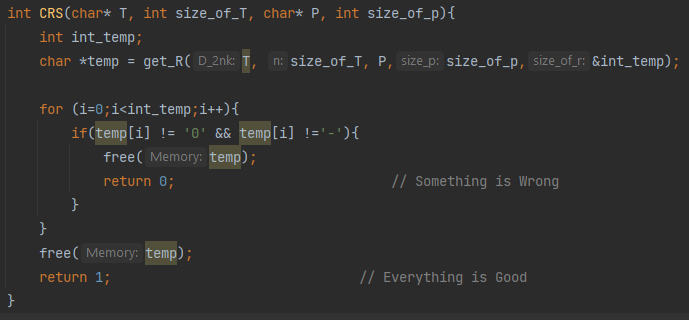 int CRS(char* T, int size_of_T, char* P, int size_of_p){
    int int_temp;
    char *temp = get_R( D_2nk: T, n: size_of_T, P, size_p: size_of_p, size_of_r: &int_temp);
    for (i=0;i<int_temp;i++){
        if(temp[i] != '0' && temp[i] !='-'){
            free( Memory: temp);
            return 0;                           // Something is Wrong
        }
    }
    free( Memory: temp);
    return 1;                               // Everything is Good
}